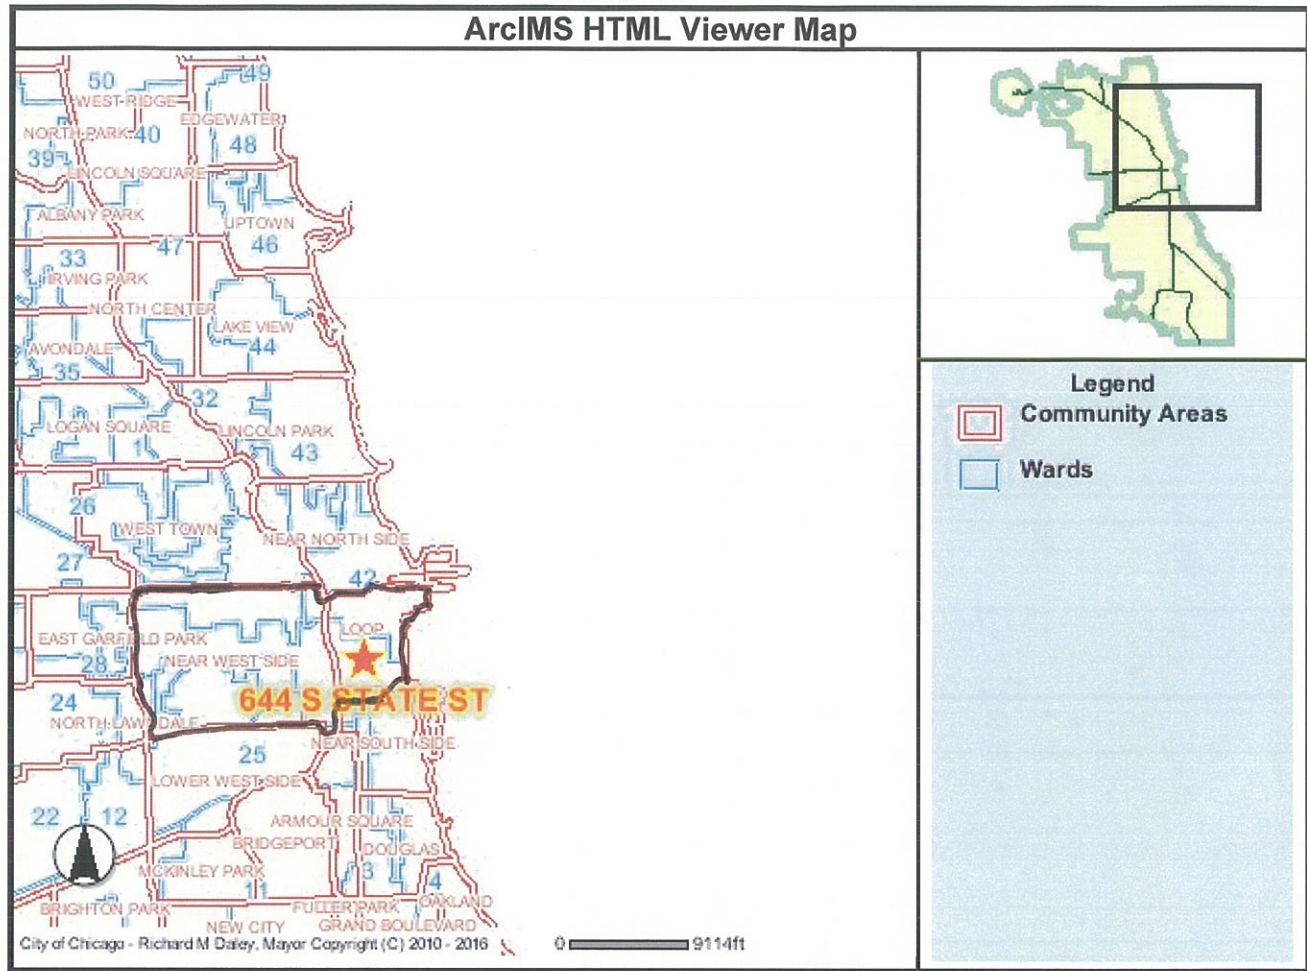 ArcIMS HTML Viewer Map
50
49
WEST RIDGE
EDGEWATER
NORTH PARK
40
48
39
LINCOLN SQUARE
ALBANY PARK
UPTOWN
47
46
33
IRVING PARK
NORTH CENTER
LAKE VIEW
AVONDALE
44
35
32
LOGAN SQUARE
LINCOLN PARK
1
43
26
WEST TOWN
NEAR NORTH SIDE
27
42
LOOP
EAST GARFIELD PARK
28
NEAR WEST SIDE
24
644 S STATE ST
NORTH LAWNDALE
NEAR SOUTH SIDE
25
LOWER WEST SIDE
22
12
ARMOUR SQUARE
BRIDGEPORT
DOUGLAS
MCKINLEY PARK
3
11
4
OAKLAND
BRIGHTON PARK
FULLER PARK
NEW CITY
GRAND BOULEVARD
City of Chicago - Richard M Daley, Mayor Copyright (C) 2010 - 2016
0
9114ft
Legend
Community Areas
Wards